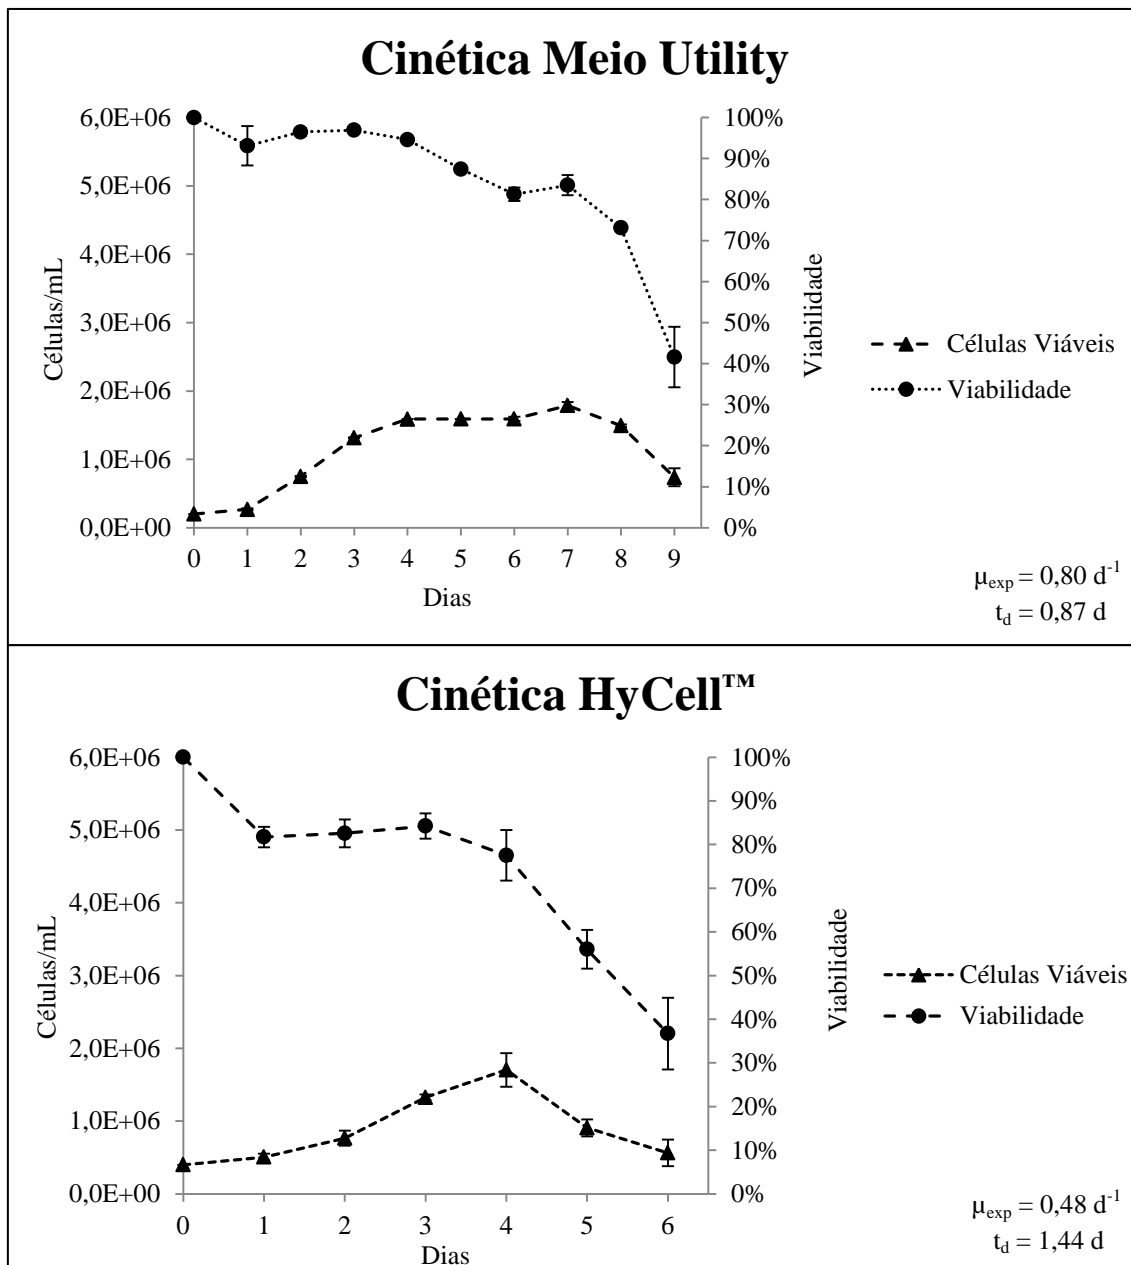 Cinética Meio Utility
6,0E+06
5,0E+06
4,0E+06
3,0E+06
2,0E+06
1,0E+06
0,0E+00
Células/mL
100%
90%
80%
70%
60%
50%
40%
30%
20%
10%
0%
Viabilidade
0 1 2 3 4 5 6 7 8 9
Dias
Células Viáveis
Viabilidade
μexp = 0,80 d-1
td = 0,87 d
Cinética HyCell™
6,0E+06
5,0E+06
4,0E+06
3,0E+06
2,0E+06
1,0E+06
0,0E+00
Células/mL
100%
90%
80%
70%
60%
50%
40%
30%
20%
10%
0%
Viabilidade
0 1 2 3 4 5 6
Dias
Células Viáveis
Viabilidade
μexp = 0,48 d-1
td = 1,44 d